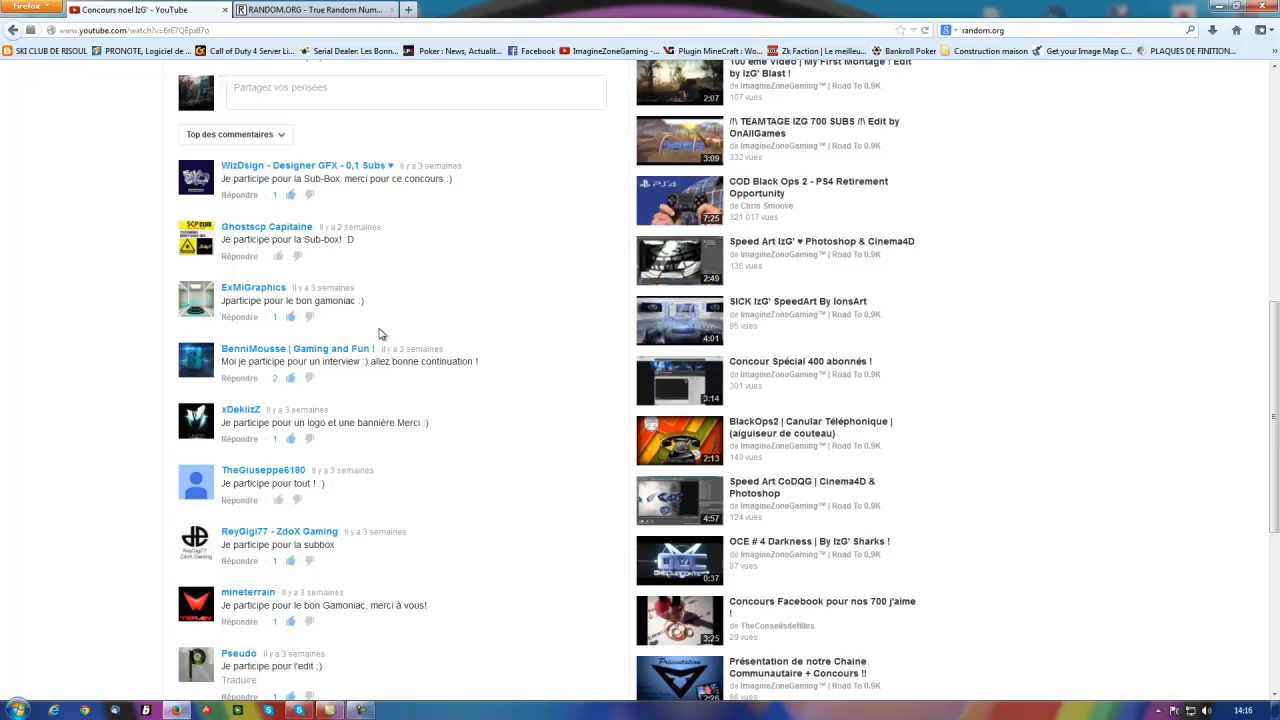 Firefox
Concours noel IzG' - YouTube
RANDOM.ORG - True Random Num...
www.youtube.com/watch?v=6rE7QEpx87o
random.org
SKI CLUB DE RISOUL
PRONOTE, Logiciel de ...
Call of Duty 4 Server Li...
Serial Dealer: Les Bonn...
Poker : News, Actualit...
Facebook
ImagineZoneGaming - ...
Plugin MineCraft : Wo...
Zk Faction | Le meilleu...
Bankroll Poker
Construction maison
Get your Image Map C...
PLAQUES DE FINITION...
Partagez vos pensées
Top des commentaires
WizDsign - Designer GFX - 0,1 Subs ♥ Il y a 3 semaines
Je participe pour la Sub-Box, merci pour ce concours :)
Répondre · 1
Ghostscp Capitaine Il y a 2 semaines
Je participe pour la Sub-box! :D
Répondre
ExMiGraphics Il y a 3 semaines
Jparticipe pour le bon gamoniac :)
Répondre · 1
BenniMousse | Gaming and Fun ! Il y a 3 semaines
Moi je participe pour un interview :) allez bonne continuation !
Répondre · 2
xDekiizZ Il y a 3 semaines
Je participe pour un logo et une bannière Merci :)
Répondre · 1
TheGiuseppe6180 Il y a 3 semaines
Je participe pour tout ! :)
Répondre ·
ReyGigi77 - ZdoX Gaming Il y a 3 semaines
Je participe pour la subbox
Répondre · 1
mineterrain Il y a 3 semaines
Je participe pour le bon Gamoniac, merci à vous!
Répondre · 1
Pseudo Il y a 3 semaines
Je participe pour l'edit ;)
Traduire
Répondre · 1
100 ème Vidéo | My First Montage ! Edit
by IzG' Blast !
de ImagineZoneGaming™ | Road To 0.9K
107 vues
2:07
/!\ TEAMTAGE IZG 700 SUBS /!\ Edit by
OnAllGames
de ImagineZoneGaming™ | Road To 0.9K
332 vues
3:09
COD Black Ops 2 - PS4 Retirement
Opportunity
de Chris Smoove
321 017 vues
PS4
7:25
Speed Art IzG' ♥ Photoshop & Cinema4D
de ImagineZoneGaming™ | Road To 0.9K
136 vues
2:49
SICK IzG' SpeedArt By IonsArt
de ImagineZoneGaming™ | Road To 0.9K
95 vues
4:01
Concour Spécial 400 abonnés !
de ImagineZoneGaming™ | Road To 0.9K
301 vues
3:14
BlackOps2 | Canular Téléphonique |
(aiguiseur de couteau)
de ImagineZoneGaming™ | Road To 0.9K
149 vues
2:13
Speed Art CoDQG | Cinema4D &
Photoshop
de ImagineZoneGaming™ | Road To 0.9K
124 vues
4:57
OCE # 4 Darkness | By IzG' Sharks !
de ImagineZoneGaming™ | Road To 0.9K
87 vues
0:37
Concours Facebook pour nos 700 j'aime
!
de TheConseilsdefilles
29 vues
3:25
Présentation de notre Chaine
Communautaire + Concours !!
de ImagineZoneGaming™ | Road To 0.9K
98 vues
Présentation
2:26
14:16